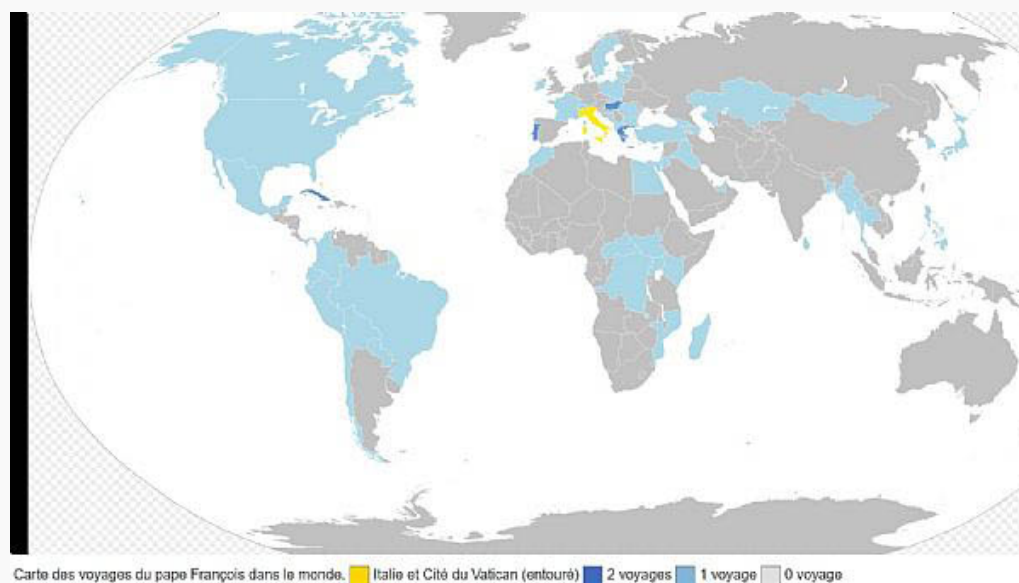 Carte des voyages du pape François dans le monde. Italie et Cité du Vatican (entouré) 2 voyages 1 voyage 0 voyage